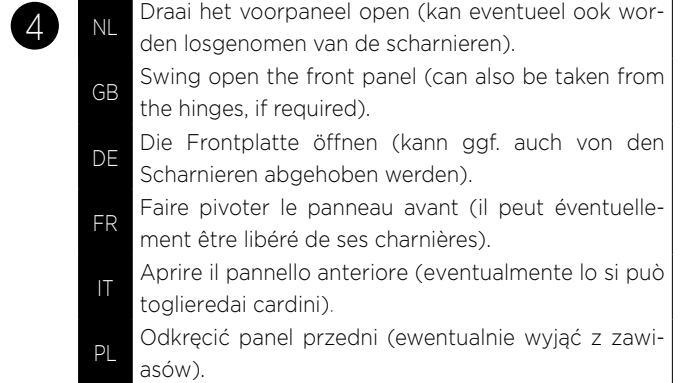 4
NL
Draai het voorpaneel open (kan eventueel ook wor-
den losgenomen van de scharnieren).
GB
Swing open the front panel (can also be taken from
the hinges, if required).
DE
Die Frontplatte öffnen (kann ggf. auch von den
Scharnieren abgehoben werden).
FR
Faire pivoter le panneau avant (il peut éventuelle-
ment être libéré de ses charnières).
IT
Aprire il pannello anteriore (eventualmente lo si può
toglieredai cardini).
PL
Odkręcić panel przedni (ewentualnie wyjąć z zawi-
asów).